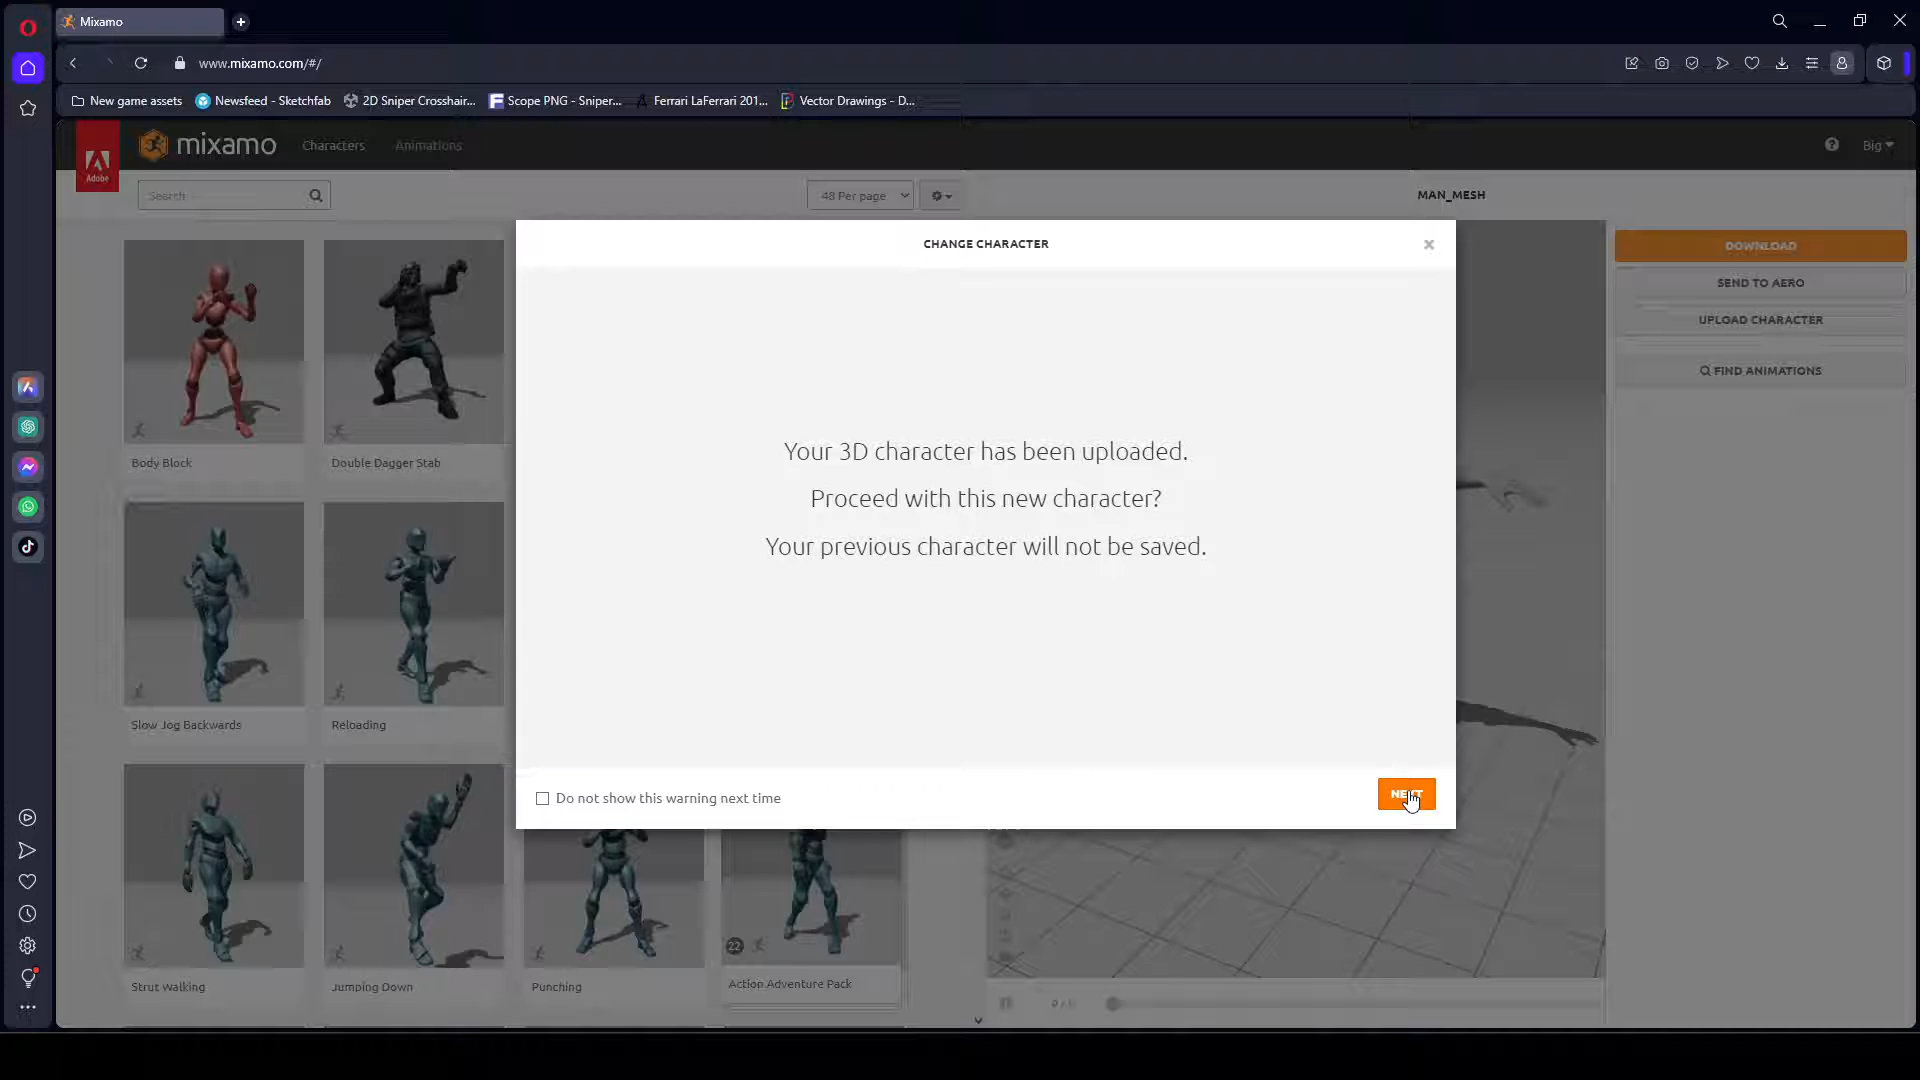 Mixamo
www.mixamo.com/#/
New game assets
Newsfeed - Sketchfab
2D Sniper Crosshair...
Scope PNG - Sniper...
Ferrari LaFerrari 201...
Vector Drawings - D...
Adobe
mixamo
Characters
Animations
Big
Search
48 Per page
MAN_MESH
CHANGE CHARACTER
DOWNLOAD
SEND TO AERO
UPLOAD CHARACTER
FIND ANIMATIONS
Your 3D character has been uploaded.
Proceed with this new character?
Your previous character will not be saved.
Body Block
Double Dagger Stab
Slow Jog Backwards
Reloading
Do not show this warning next time
NEXT
22
Strut Walking
Jumping Down
Punching
Action Adventure Pack